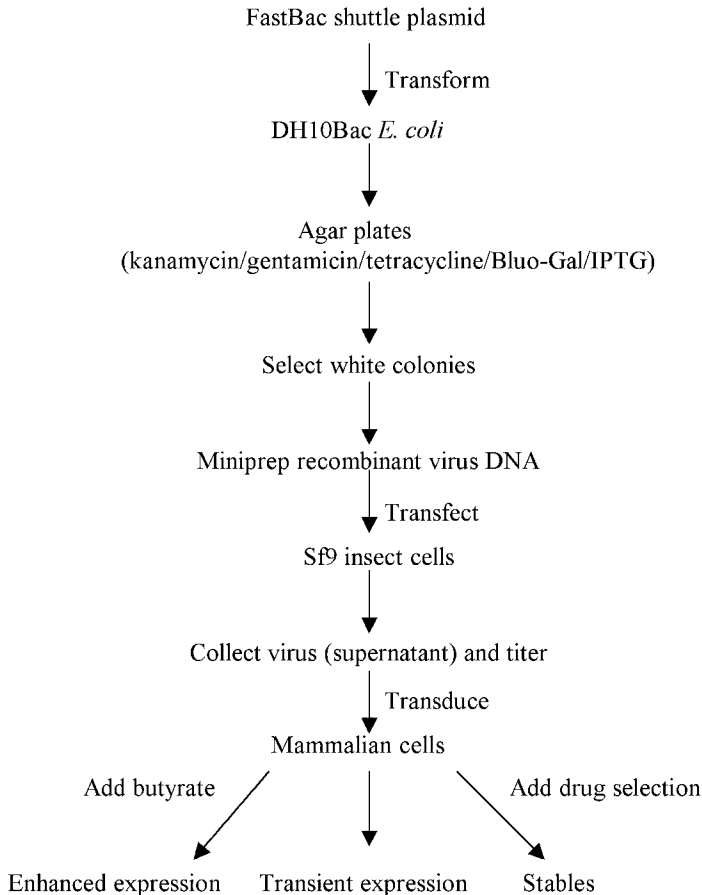 FastBac shuttle plasmid
Transform
DH10Bac E. coli
Agar plates
(kanamycin/gentamicin/tetracycline/Bluo-Gal/IPTG)
Select white colonies
Miniprep recombinant virus DNA
Transfect
Sf9 insect cells
Collect virus (supernatant) and titer
Transduce
Mammalian cells
Add butyrate
Add drug selection
Enhanced expression
Transient expression
Stables